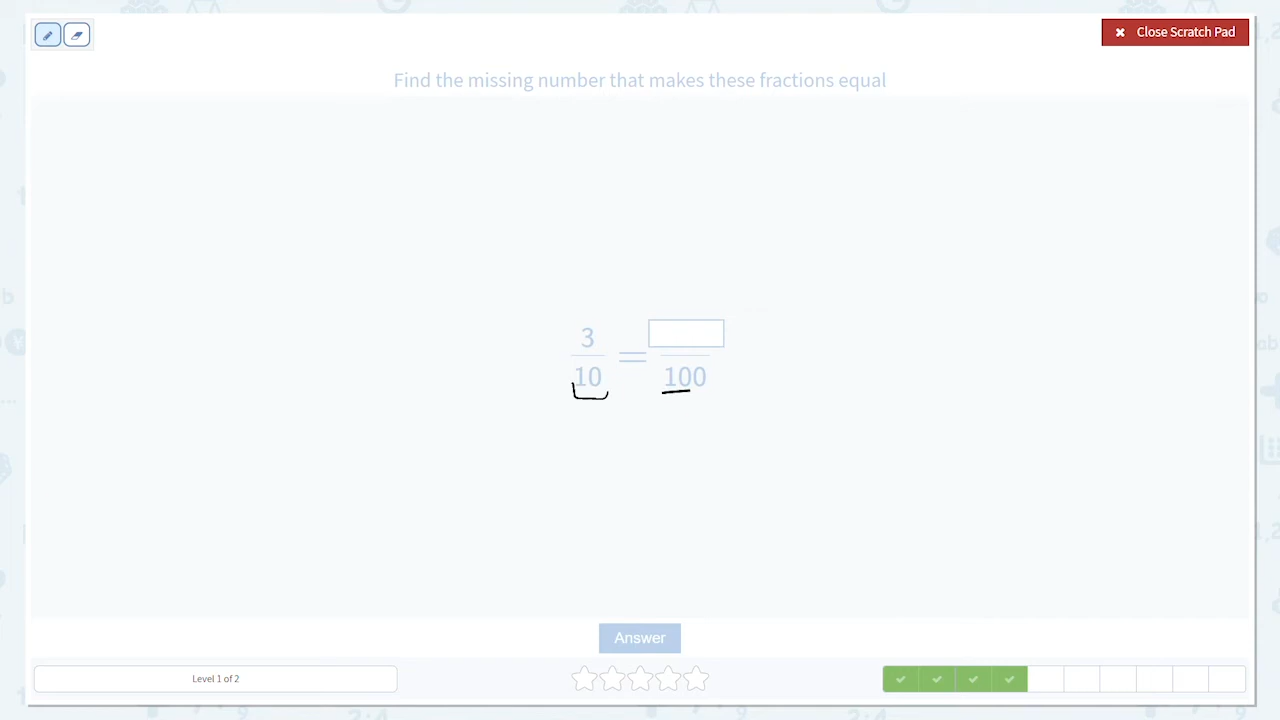 Close Scratch Pad
Find the missing number that makes these fractions equal
3
10
=
100
Answer
Level 1 of 2